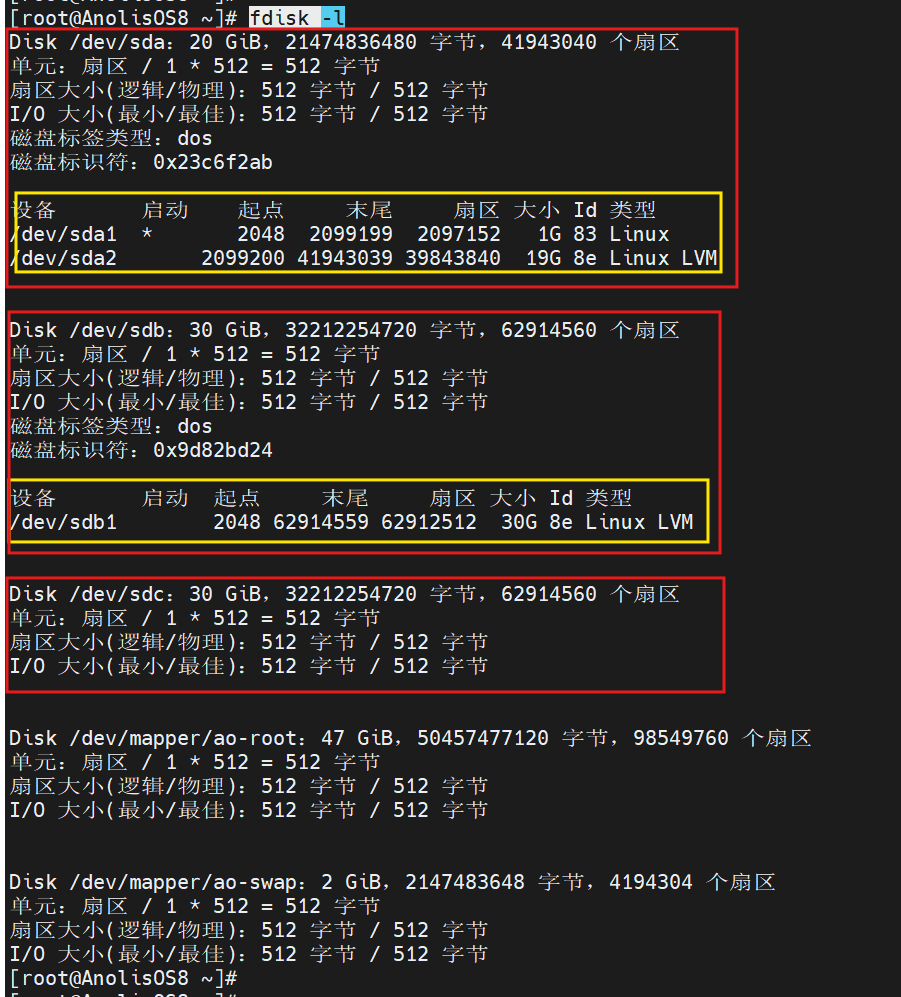 [root@AnolisOS8 ~]# fdisk -l
Disk /dev/sda：20 GiB，21474836480 字节，41943040 个扇区
单元：扇区 / 1 * 512 = 512 字节
扇区大小(逻辑/物理)：512 字节 / 512 字节
I/O 大小(最小/最佳)：512 字节 / 512 字节
磁盘标签类型：dos
磁盘标识符：0x23c6f2ab
设备 启动 起点 末尾 扇区 大小 Id 类型
/dev/sda1 * 2048 2099199 2097152 1G 83 Linux
/dev/sda2 2099200 41943039 39843840 19G 8e Linux LVM
Disk /dev/sdb：30 GiB，32212254720 字节，62914560 个扇区
单元：扇区 / 1 * 512 = 512 字节
扇区大小(逻辑/物理)：512 字节 / 512 字节
I/O 大小(最小/最佳)：512 字节 / 512 字节
磁盘标签类型：dos
磁盘标识符：0x9d82bd24
设备 启动 起点 末尾 扇区 大小 Id 类型
/dev/sdb1 2048 62914559 62912512 30G 8e Linux LVM
Disk /dev/sdc：30 GiB，32212254720 字节，62914560 个扇区
单元：扇区 / 1 * 512 = 512 字节
扇区大小(逻辑/物理)：512 字节 / 512 字节
I/O 大小(最小/最佳)：512 字节 / 512 字节
Disk /dev/mapper/ao-root：47 GiB，50457477120 字节，98549760 个扇区
单元：扇区 / 1 * 512 = 512 字节
扇区大小(逻辑/物理)：512 字节 / 512 字节
I/O 大小(最小/最佳)：512 字节 / 512 字节
Disk /dev/mapper/ao-swap：2 GiB，2147483648 字节，4194304 个扇区
单元：扇区 / 1 * 512 = 512 字节
扇区大小(逻辑/物理)：512 字节 / 512 字节
I/O 大小(最小/最佳)：512 字节 / 512 字节
[root@AnolisOS8 ~]#